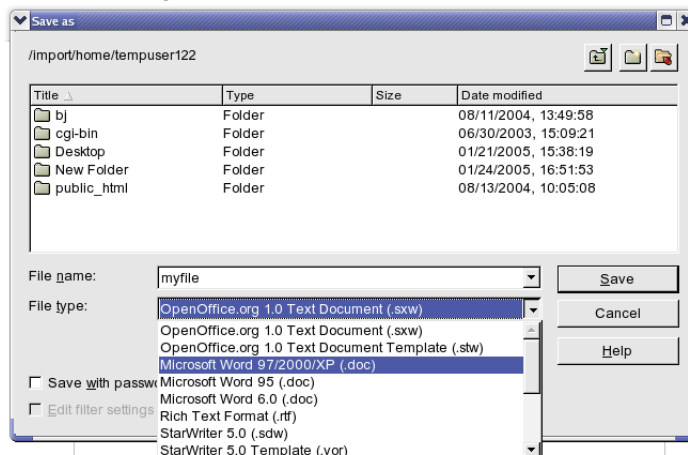 Save as
/import/home/tempuser122
Title Type Size Date modified
bj Folder 08/11/2004, 13:49:58
cgi-bin Folder 06/30/2003, 15:09:21
Desktop Folder 01/21/2005, 15:38:19
New Folder Folder 01/24/2005, 16:51:53
public_html Folder 08/13/2004, 10:05:08
File name: myfile Save
File type: OpenOffice.org 1.0 Text Document (.sxw) Cancel
OpenOffice.org 1.0 Text Document (.sxw)
OpenOffice.org 1.0 Text Document Template (.stw) Help
Microsoft Word 97/2000/XP (.doc)
Save with passw Microsoft Word 95 (.doc)
Microsoft Word 6.0 (.doc)
Edit filter settings Rich Text Format (.rtf)
StarWriter 5.0 (.sdw)
StarWriter 5.0 Template (.vor)